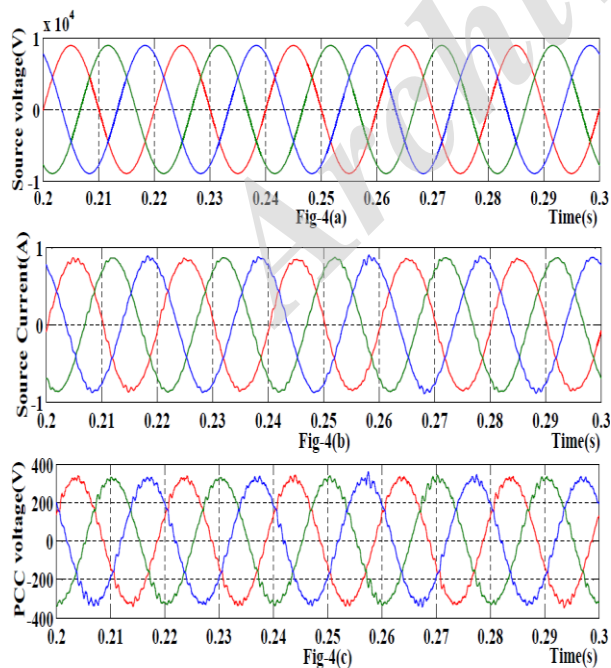 x 10⁴
Source voltage(V)
1
0
-1
0.2 0.21 0.22 0.23 0.24 0.25 0.26 0.27 0.28 0.29 0.3
Fig-4(a) Time(s)
Source Current(A)
1
0
-1
0.2 0.21 0.22 0.23 0.24 0.25 0.26 0.27 0.28 0.29 0.3
Fig-4(b) Time(s)
PCC voltage(V)
400
200
0
-200
-400
0.2 0.21 0.22 0.23 0.24 0.25 0.26 0.27 0.28 0.29 0.3
Fig-4(c) Time(s)